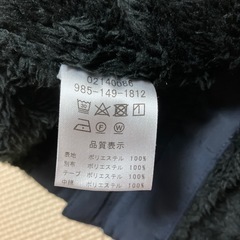 02140686
985-149-1812
品質表示
表地 ポリエステル 100%
別布 ポリエステル 100%
テープ ポリエステル 100%
中綿 ポリエステル 100%